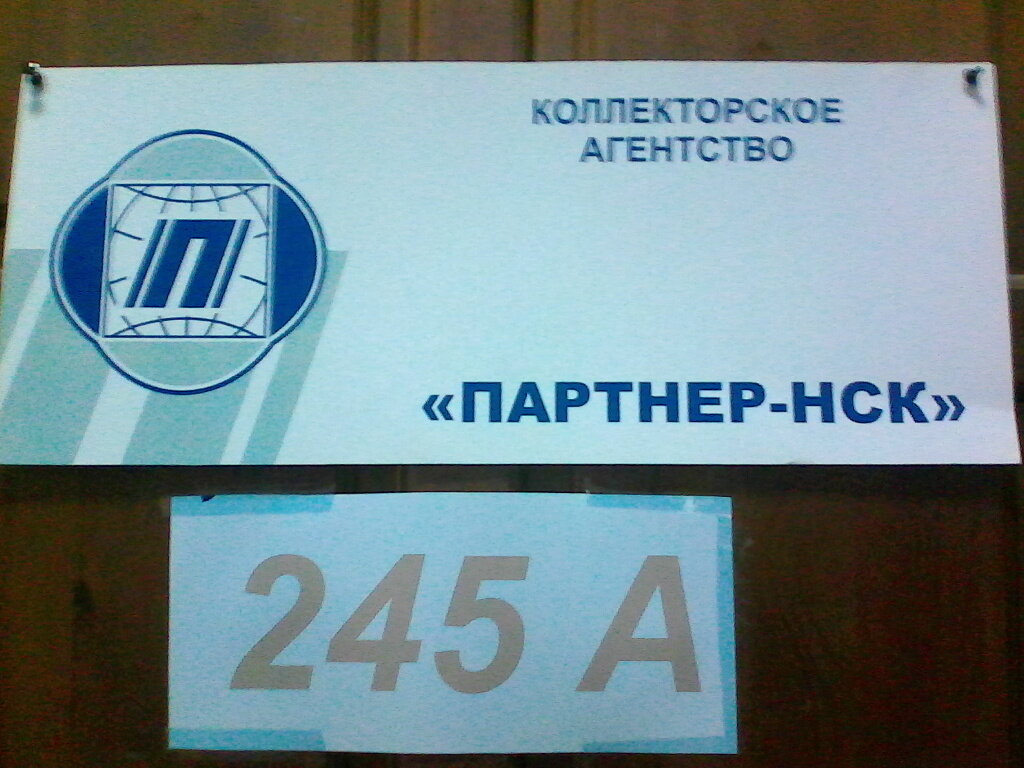 КОЛЛЕКТОРСКОЕ
АГЕНТСТВО
П
«ПАРТНЕР-НСК»
245 А